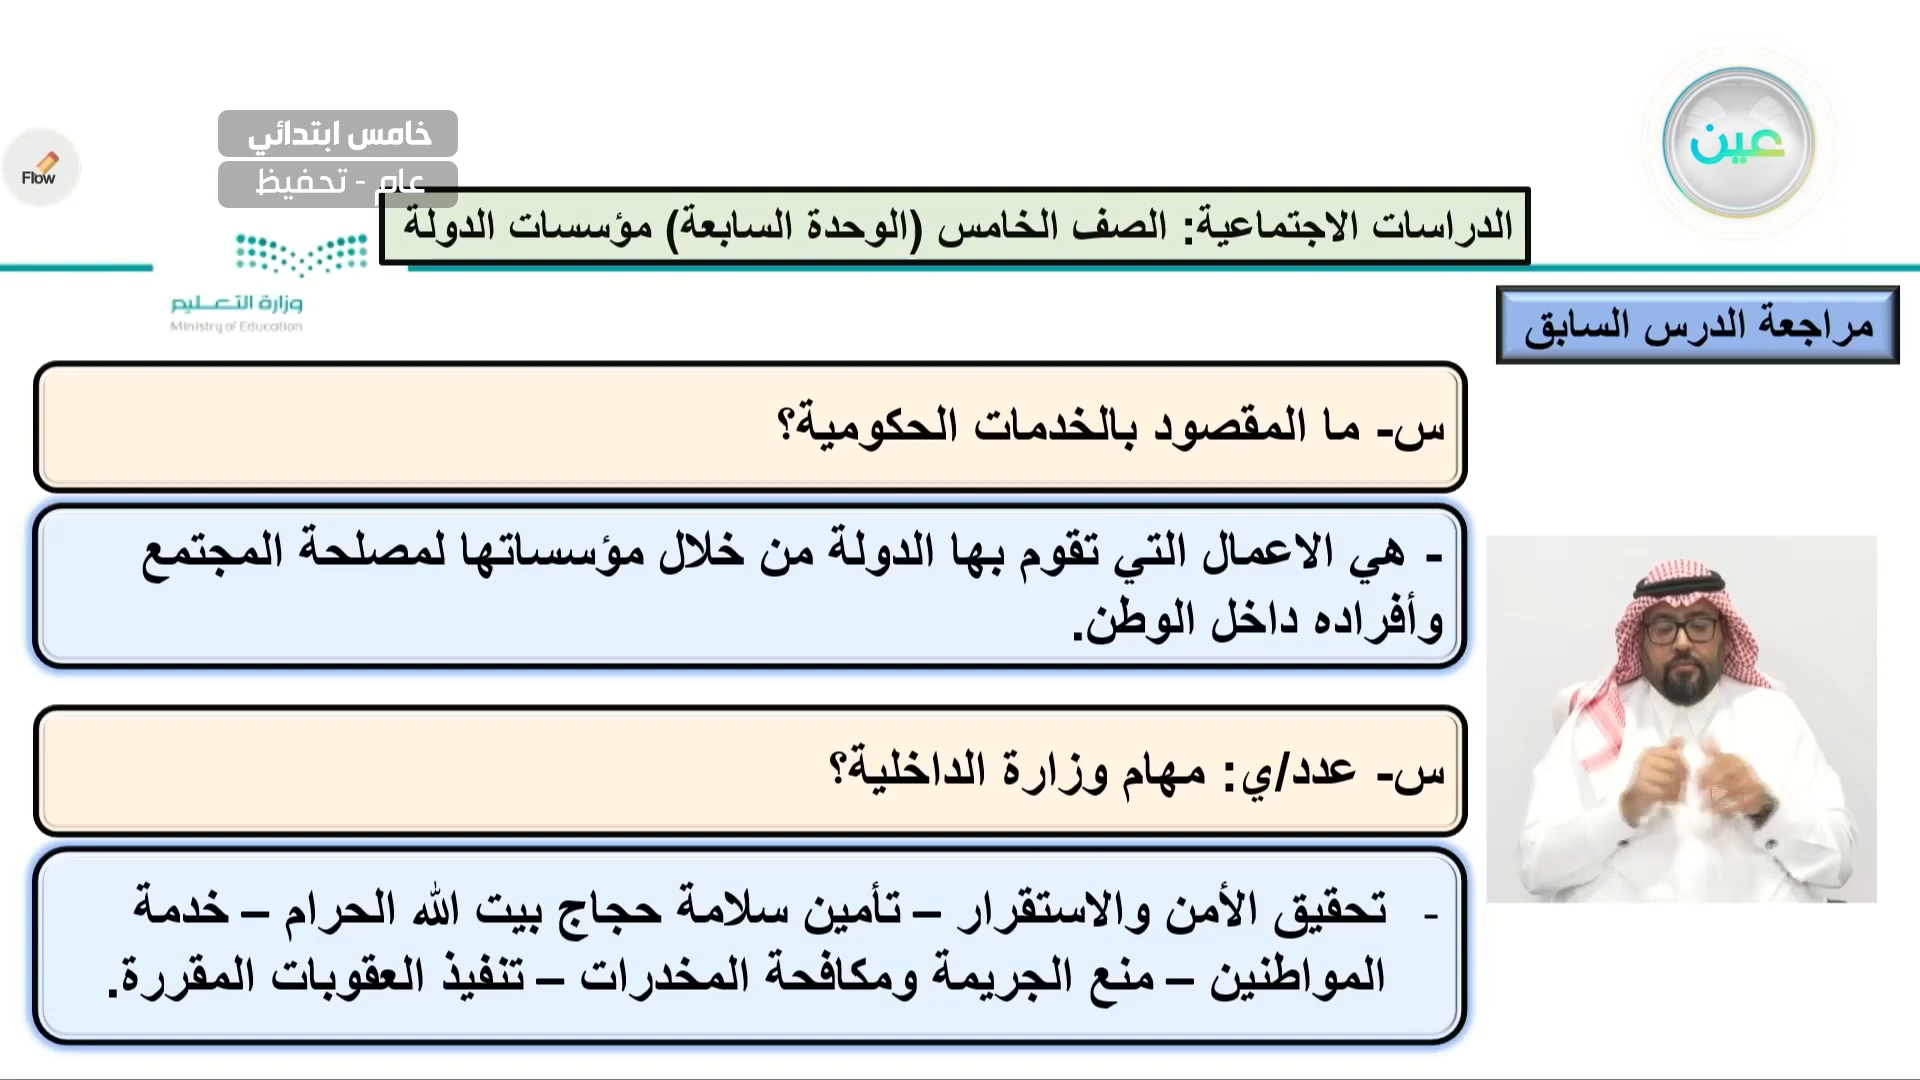 عين
خامس ابتدائي
عام - تحفيظ
Flow
الدراسات الاجتماعية: الصف الخامس (الوحدة السابعة) مؤسسات الدولة
وزارة التعليم
Ministry of Education
مراجعة الدرس السابق
س- ما المقصود بالخدمات الحكومية؟
- هي الاعمال التي تقوم بها الدولة من خلال مؤسساتها لمصلحة المجتمع
وأفراده داخل الوطن.
س- عدد/ي: مهام وزارة الداخلية؟
- تحقيق الأمن والاستقرار – تأمين سلامة حجاج بيت الله الحرام – خدمة
المواطنين – منع الجريمة ومكافحة المخدرات – تنفيذ العقوبات المقررة.